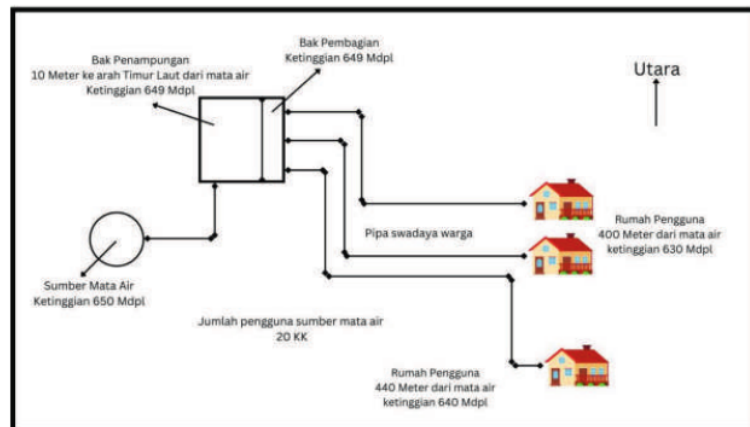 Bak Penampungan
10 Meter ke arah Timur Laut dari mata air
Ketinggian 649 Mdpl
Bak Pembagian
Ketinggian 649 Mdpl
Utara
Rumah Pengguna
400 Meter dari mata air
ketinggian 630 Mdpl
Pipa swadaya warga
Sumber Mata Air
Ketinggian 650 Mdpl
Jumlah pengguna sumber mata air
20 KK
Rumah Pengguna
440 Meter dari mata air
ketinggian 640 Mdpl